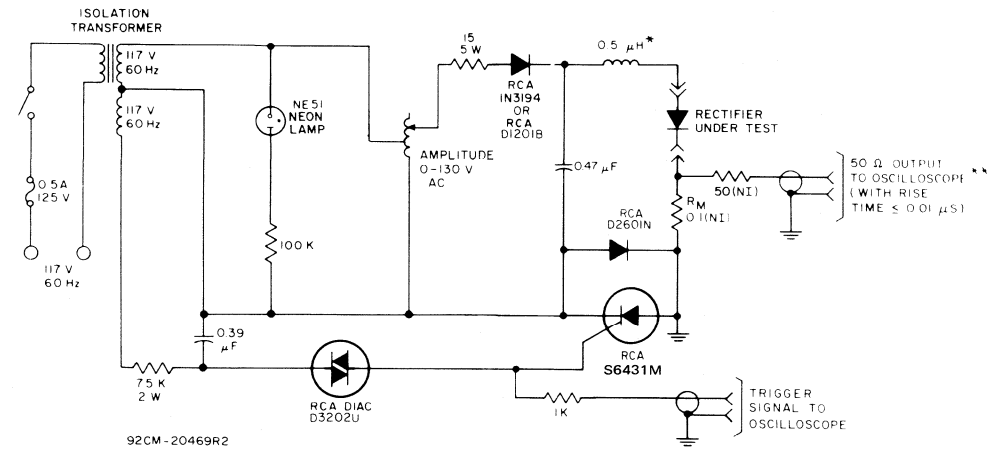 ISOLATION
TRANSFORMER
117 V
60 Hz
117 V
60 Hz
0.5A
125 V
117 V
60 Hz
NE51
NEON
LAMP
100 K
AMPLITUDE
0-130 V
AC
15
5 W
RCA
1N3194
OR
RCA
D1201B
0.5 μH*
RECTIFIER
UNDER TEST
0.47 μF
50(NI)
50 Ω OUTPUT
TO OSCILLOSCOPE**
(WITH RISE
TIME ≤ 0.01 μS)
RM
0.1(NI)
RCA
D2601N
RCA
S6431M
0.39
μF
75 K
2 W
RCA DIAC
D3202U
1K
TRIGGER
SIGNAL TO
OSCILLOSCOPE
92CM-20469R2